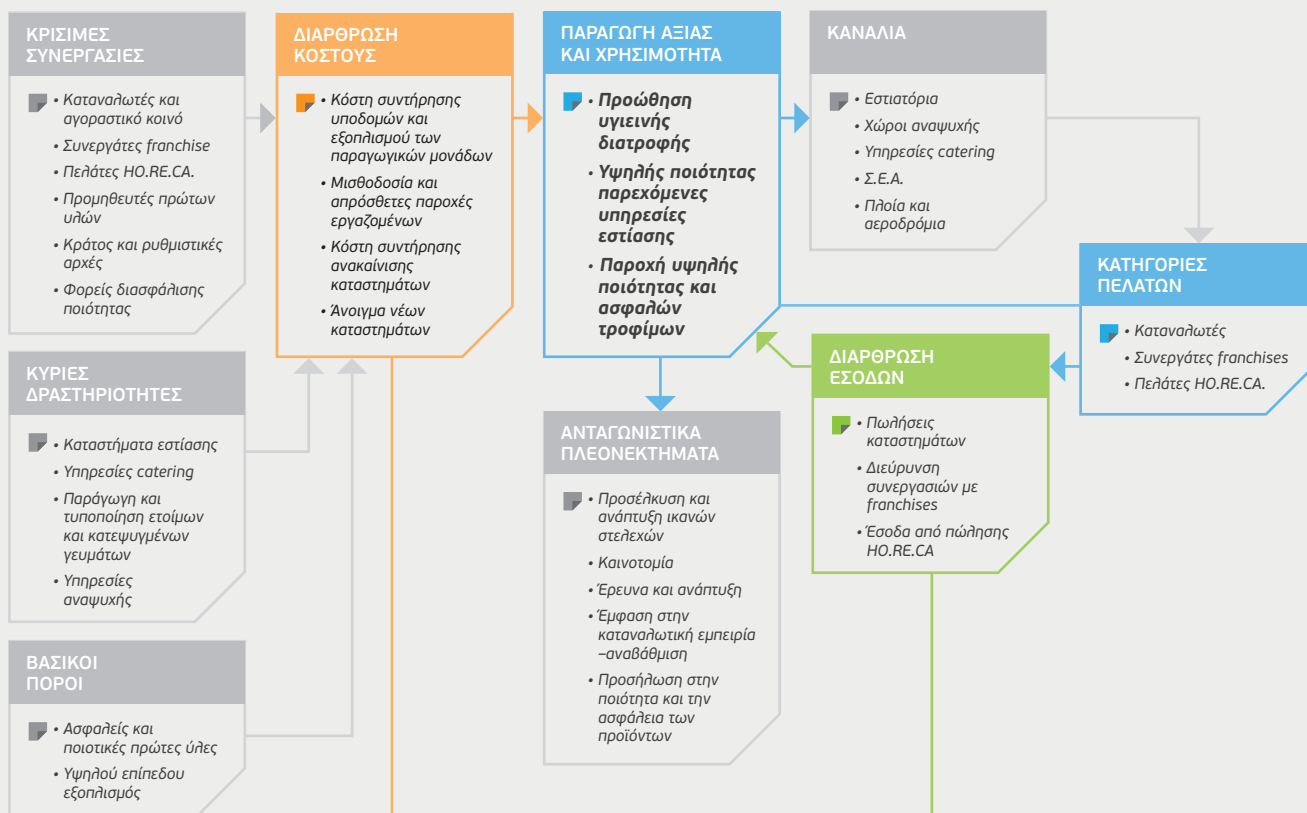 ΚΡΙΣΙΜΕΣ
ΣΥΝΕΡΓΑΣΙΕΣ
• Καταναλωτές και
αγοραστικό κοινό
• Συνεργάτες franchise
• Πελάτες HO.RE.CA.
• Προμηθευτές πρώτων
υλών
• Κράτος και ρυθμιστικές
αρχές
• Φορείς διασφάλισης
ποιότητας
ΚΥΡΙΕΣ
ΔΡΑΣΤΗΡΙΟΤΗΤΕΣ
• Καταστήματα εστίασης
• Υπηρεσίες catering
• Παράγωγη και
τυποποίηση ετοίμων
και κατεψυγμένων
γευμάτων
• Υπηρεσίες
αναψυχής
ΒΑΣΙΚΟΙ
ΠΟΡΟΙ
• Ασφαλείς και
ποιοτικές πρώτες ύλες
• Υψηλού επίπεδου
εξοπλισμός
ΔΙΑΡΘΡΩΣΗ
ΚΟΣΤΟΥΣ
• Κόστη συντήρησης
υποδομών και
εξοπλισμού των
παραγωγικών μονάδων
• Μισθοδοσία και
απρόσθετες παροχές
εργαζομένων
• Κόστη συντήρησης
ανακαίνισης
καταστημάτων
• Άνοιγμα νέων
καταστημάτων
ΠΑΡΑΓΩΓΗ ΑΞΙΑΣ
ΚΑΙ ΧΡΗΣΙΜΟΤΗΤΑ
• Προώθηση
υγιεινής
διατροφής
• Υψηλής ποιότητας
παρεχόμενες
υπηρεσίες
εστίασης
• Παροχή υψηλής
ποιότητας και
ασφαλών
τροφίμων
ΑΝΤΑΓΩΝΙΣΤΙΚΑ
ΠΛΕΟΝΕΚΤΗΜΑΤΑ
• Προσέλκυση και
ανάπτυξη ικανών
στελεχών
• Καινοτομία
• Έρευνα και ανάπτυξη
• Έμφαση στην
καταναλωτική εμπειρία
–αναβάθμιση
• Προσήλωση στην
ποιότητα και την
ασφάλεια των
προϊόντων
ΚΑΝΑΛΙΑ
• Εστιατόρια
• Χώροι αναψυχής
• Υπηρεσίες catering
• Σ.Ε.Α.
• Πλοία και
αεροδρόμια
ΚΑΤΗΓΟΡΙΕΣ
ΠΕΛΑΤΩΝ
• Καταναλωτές
• Συνεργάτες franchises
• Πελάτες HO.RE.CA.
ΔΙΑΡΘΡΩΣΗ
ΕΣΟΔΩΝ
• Πωλήσεις
καταστημάτων
• Διεύρυνση
συνεργασιών με
franchises
• Έσοδα από πώλησης
HO.RE.CA